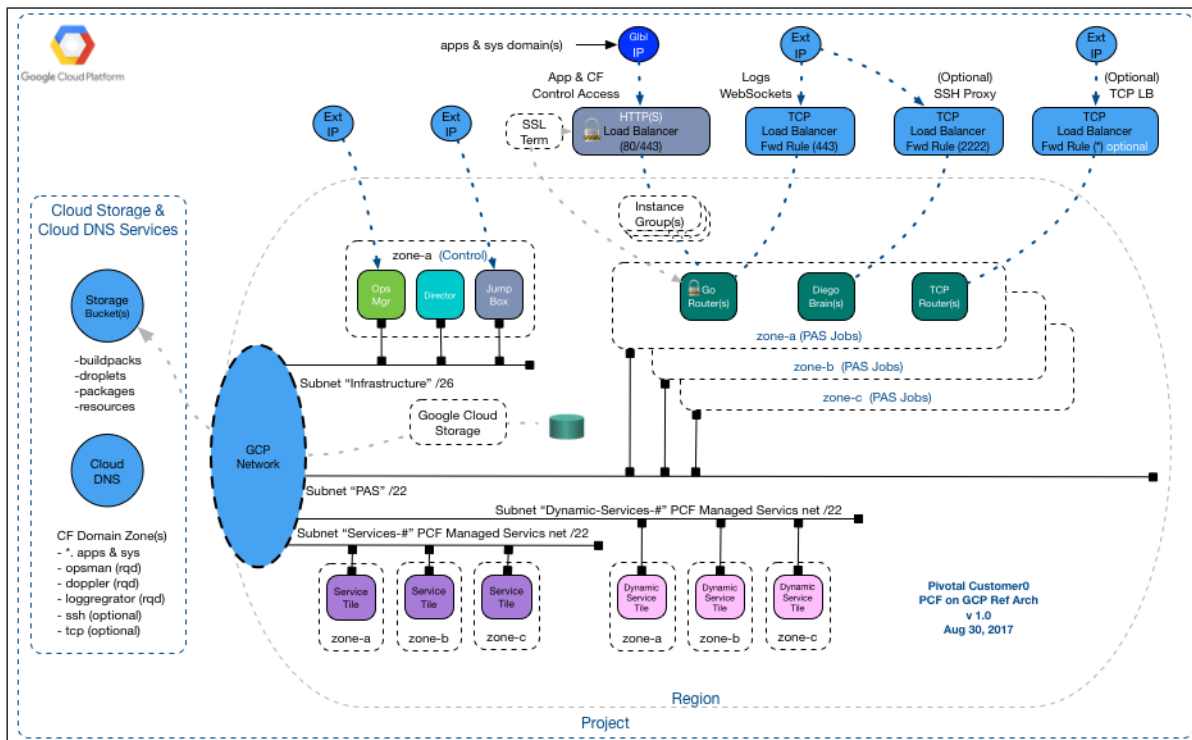 Google Cloud Platform
apps & sys domain(s)
Glbl
IP
Ext
IP
Ext
IP
App & CF
Control Access
Logs
WebSockets
(Optional)
SSH Proxy
(Optional)
TCP LB
Ext
IP
Ext
IP
SSL
Term
HTTP(S)
Load Balancer
(80/443)
TCP
Load Balancer
Fwd Rule (443)
TCP
Load Balancer
Fwd Rule (2222)
TCP
Load Balancer
Fwd Rule (*) optional
Cloud Storage &
Cloud DNS Services
Storage
Bucket(s)
-buildpacks
-droplets
-packages
-resources
Cloud
DNS
CF Domain Zone(s)
- *. apps & sys
- opsman (rqd)
- doppler (rqd)
- loggregrator (rqd)
- ssh (optional)
- tcp (optional)
Instance
Group(s)
zone-a (Control)
Ops
Mgr
Director
Jump
Box
Go
Router(s)
Diego
Brain(s)
TCP
Router(s)
zone-a (PAS Jobs)
zone-b (PAS Jobs)
zone-c (PAS Jobs)
Subnet “Infrastructure” /26
Google Cloud
Storage
GCP
Network
Subnet “PAS” /22
Subnet “Dynamic-Services-#” PCF Managed Servics net /22
Subnet “Services-#” PCF Managed Servics net /22
Service
Tile
Service
Tile
Service
Tile
zone-a
zone-b
zone-c
Dynamic
Service
Tile
Dynamic
Service
Tile
Dynamic
Service
Tile
zone-a
zone-b
zone-c
Pivotal Customer0
PCF on GCP Ref Arch
v 1.0
Aug 30, 2017
Region
Project